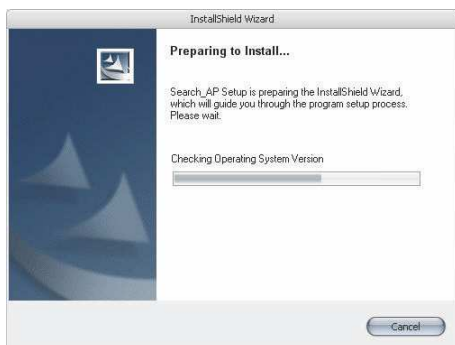 InstallShield Wizard
Preparing to Install...
Search_AP Setup is preparing the InstallShield Wizard,
which will guide you through the program setup process.
Please wait.
Checking Operating System Version
Cancel